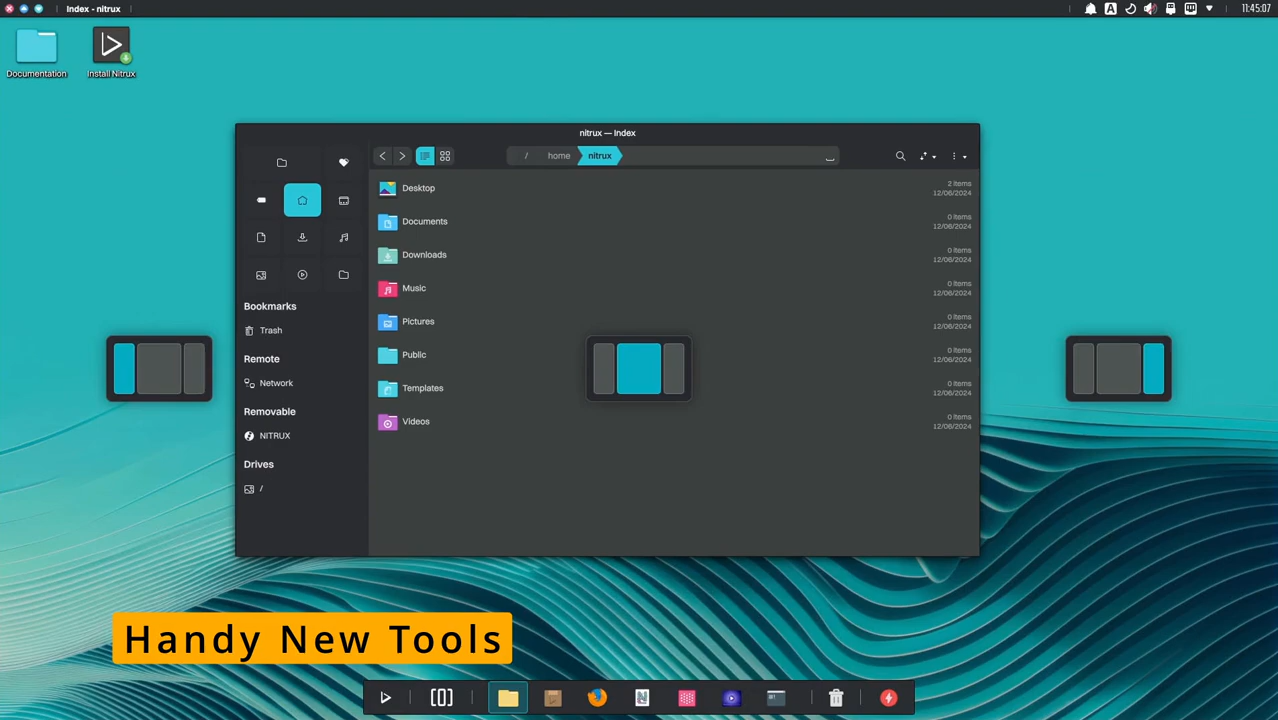 Index - nitrux
A
11:45:07
Documentation
Install Nitrux
nitrux — Index
/
home
nitrux
Desktop
2 items
12/06/2024
Documents
0 items
12/06/2024
Downloads
0 items
12/06/2024
Music
0 items
12/06/2024
Pictures
0 items
12/06/2024
Public
0 items
12/06/2024
Templates
0 items
12/06/2024
Videos
0 items
12/06/2024
Bookmarks
Trash
Remote
Network
Removable
NITRUX
Drives
/
Handy New Tools